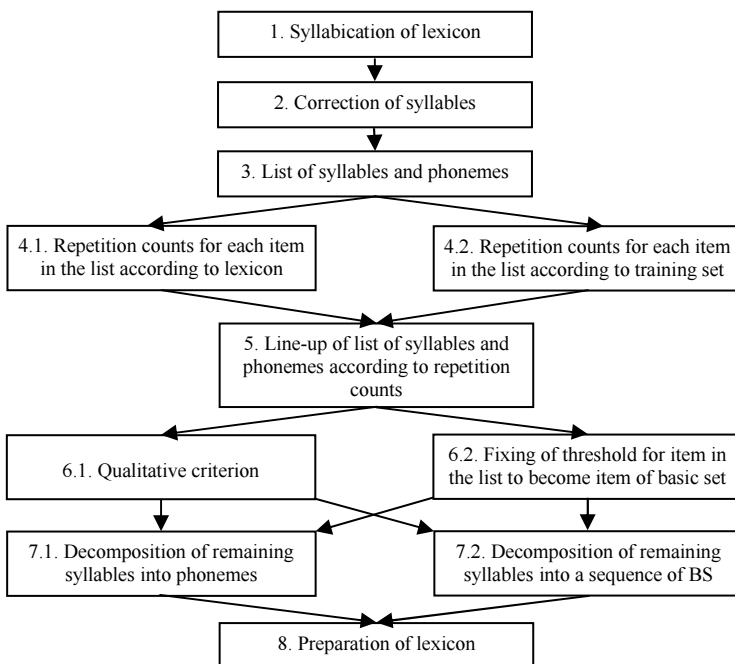 1. Syllabication of lexicon
2. Correction of syllables
3. List of syllables and phonemes
4.1. Repetition counts for each item
in the list according to lexicon
4.2. Repetition counts for each item
in the list according to training set
5. Line-up of list of syllables and
phonemes according to repetition
counts
6.1. Qualitative criterion
6.2. Fixing of threshold for item in
the list to become item of basic set
7.1. Decomposition of remaining
syllables into phonemes
7.2. Decomposition of remaining
syllables into a sequence of BS
8. Preparation of lexicon